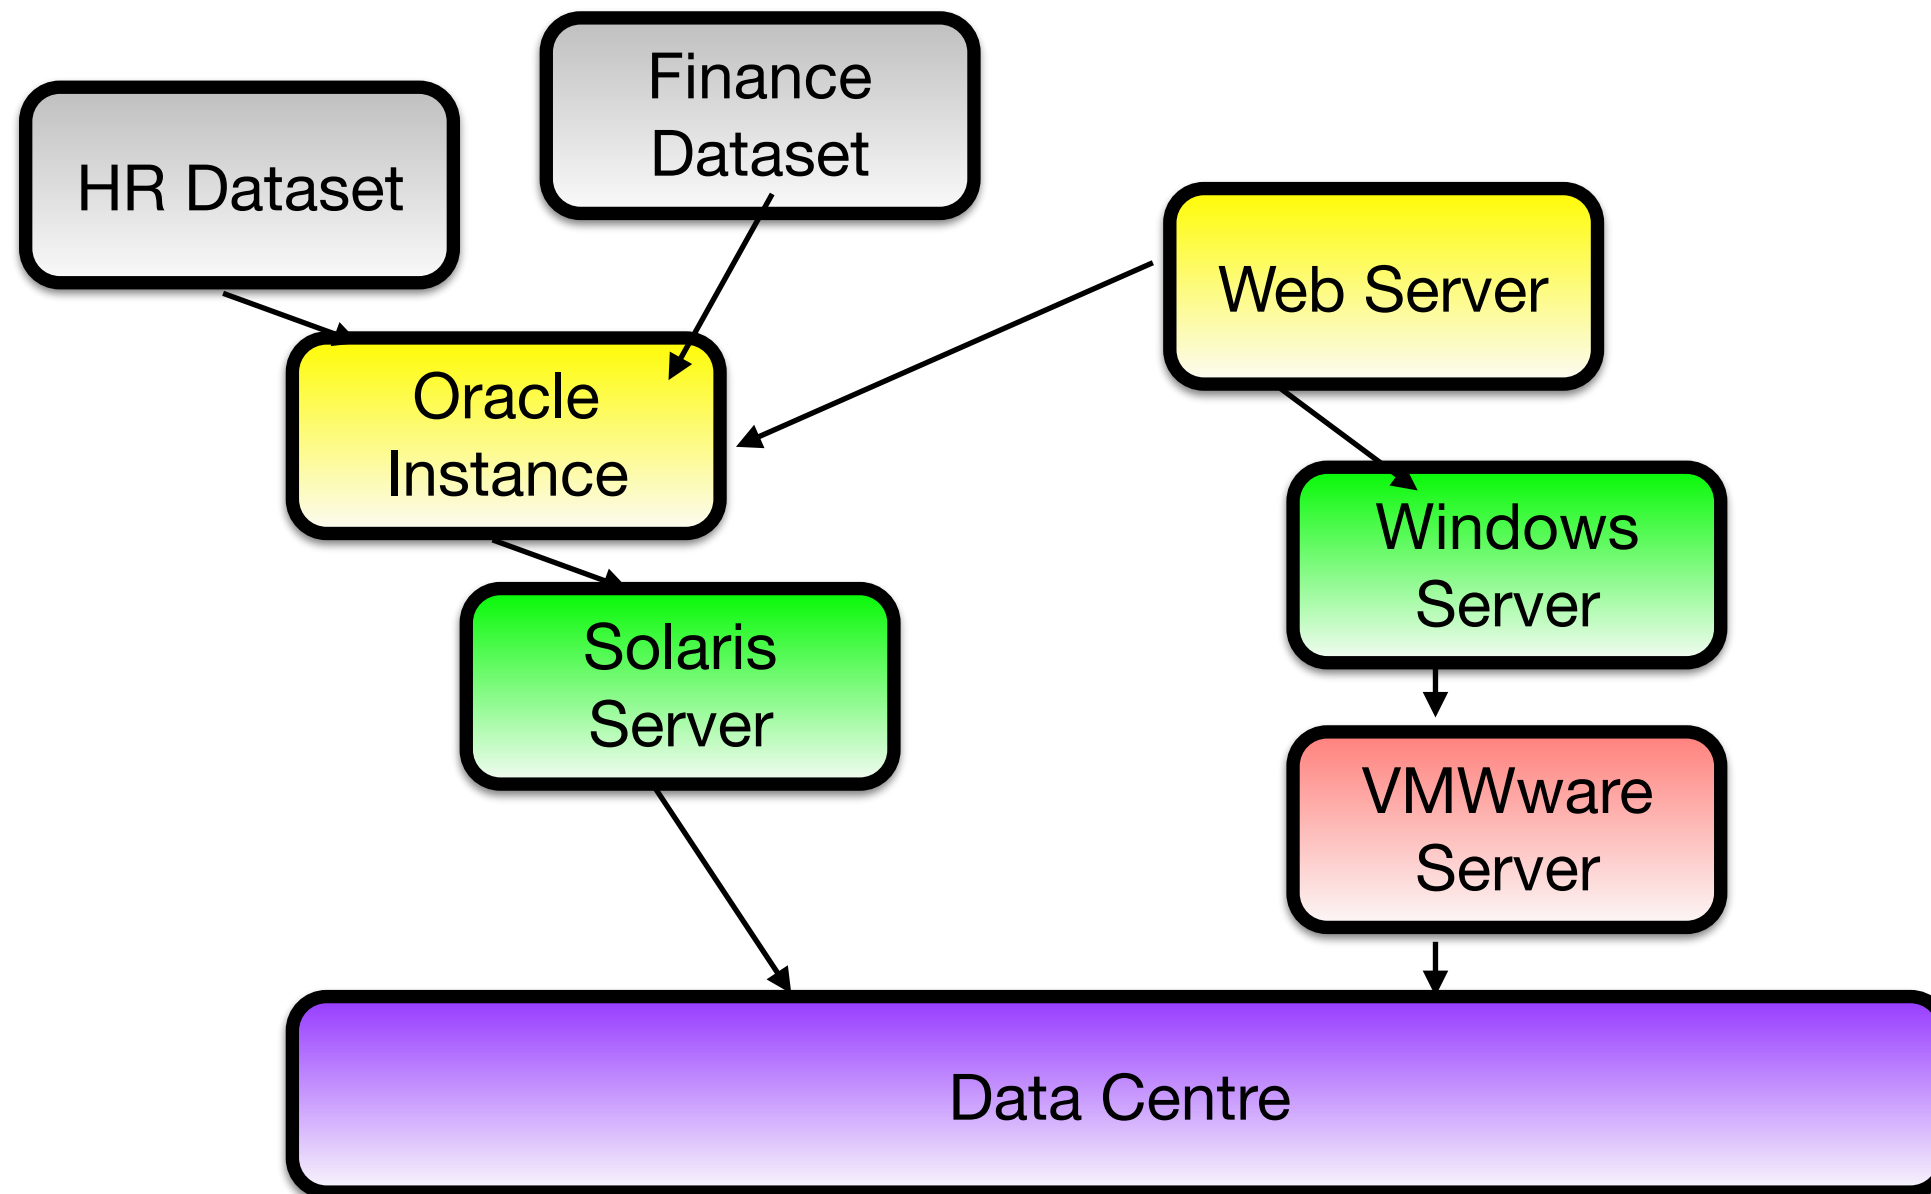 Finance
Dataset
HR Dataset
Web Server
Oracle
Instance
Windows
Server
Solaris
Server
VMWware
Server
Data Centre